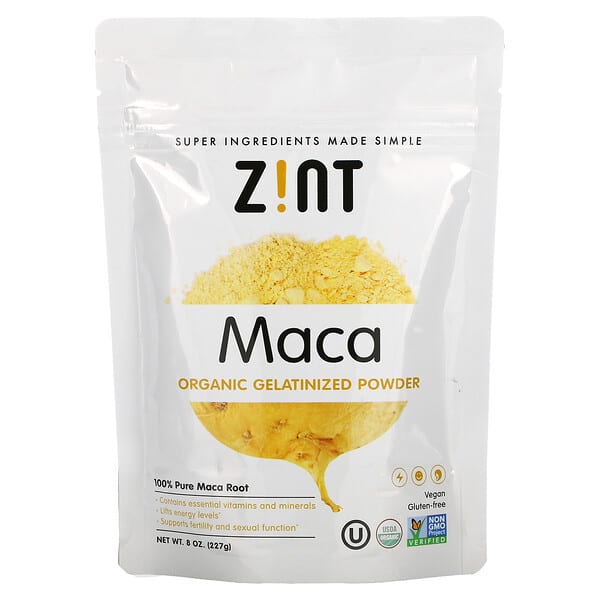 SUPER INGREDIENTS MADE SIMPLE
Z!NT
Maca
ORGANIC GELATINIZED POWDER
100% Pure Maca Root
• Contains essential vitamins and minerals
• Lifts energy levels*
• Supports fertility and sexual function*
NET WT. 8 OZ. (227g)
Vegan
Gluten-free
U
USDA
ORGANIC
NON
GMO
Project
VERIFIED